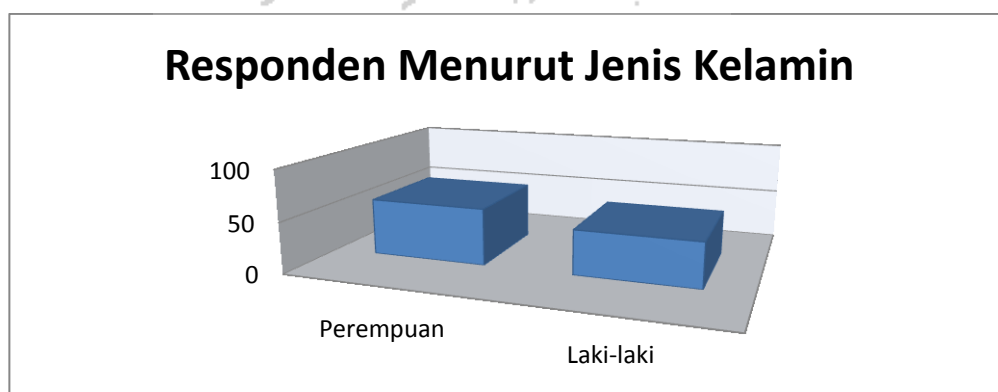 Responden Menurut Jenis Kelamin
100
50
0
Perempuan
Laki-laki